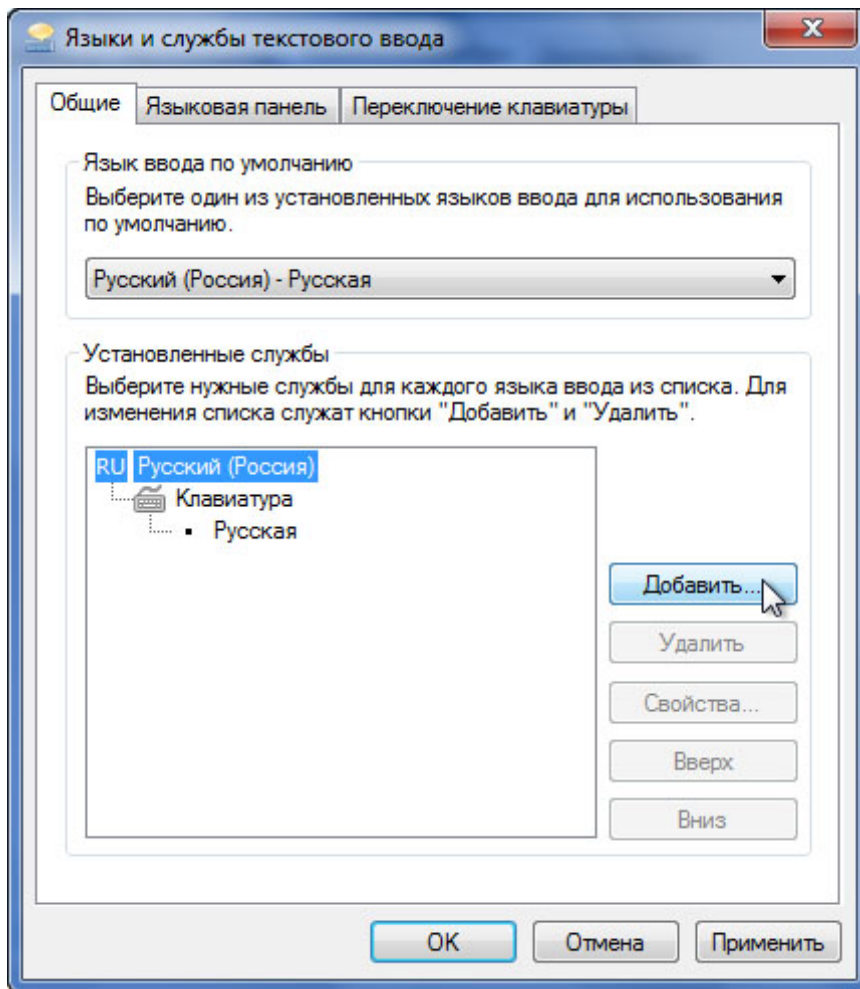 Языки и службы текстового ввода
Общие
Языковая панель
Переключение клавиатуры
Язык ввода по умолчанию
Выберите один из установленных языков ввода для использования
по умолчанию.
Русский (Россия) - Русская
Установленные службы
Выберите нужные службы для каждого языка ввода из списка. Для
изменения списка служат кнопки "Добавить" и "Удалить".
RU Русский (Россия)
Клавиатура
Русская
Добавить...
Удалить
Свойства...
Вверх
Вниз
OK
Отмена
Применить